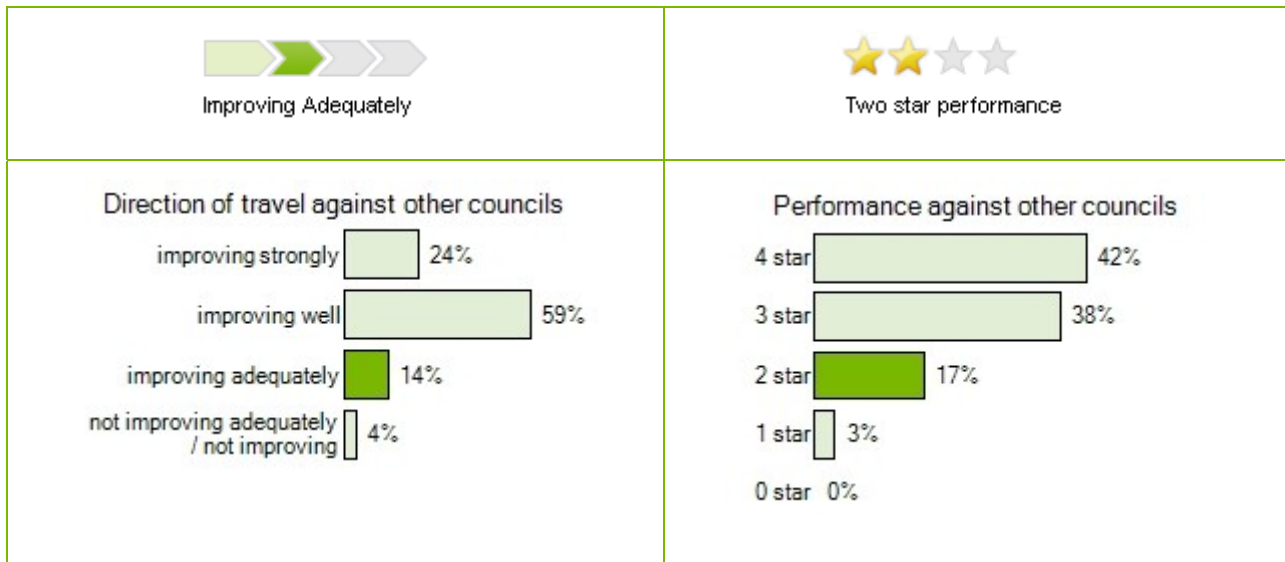 Improving Adequately
Two star performance
Direction of travel against other councils
improving strongly 24%
improving well 59%
improving adequately 14%
not improving adequately
/ not improving 4%
Performance against other councils
4 star 42%
3 star 38%
2 star 17%
1 star 3%
0 star 0%